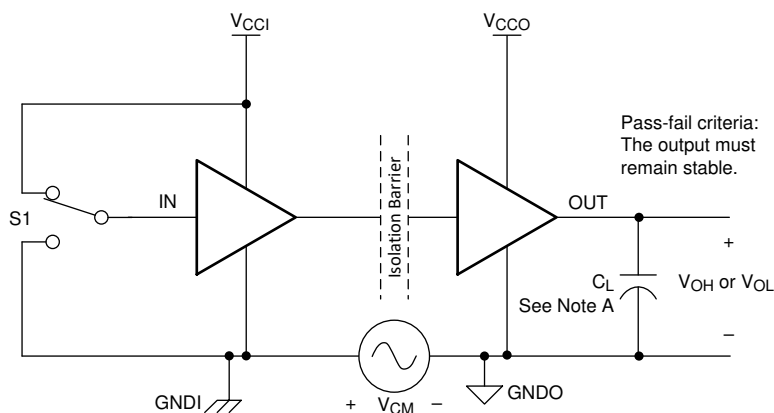 VCCI
VCCO
Pass-fail criteria:
The output must
remain stable.
Isolation Barrier
IN
OUT
S1
+
CL
VOH or VOL
See Note A
–
GNDI
+ VCM –
GNDO